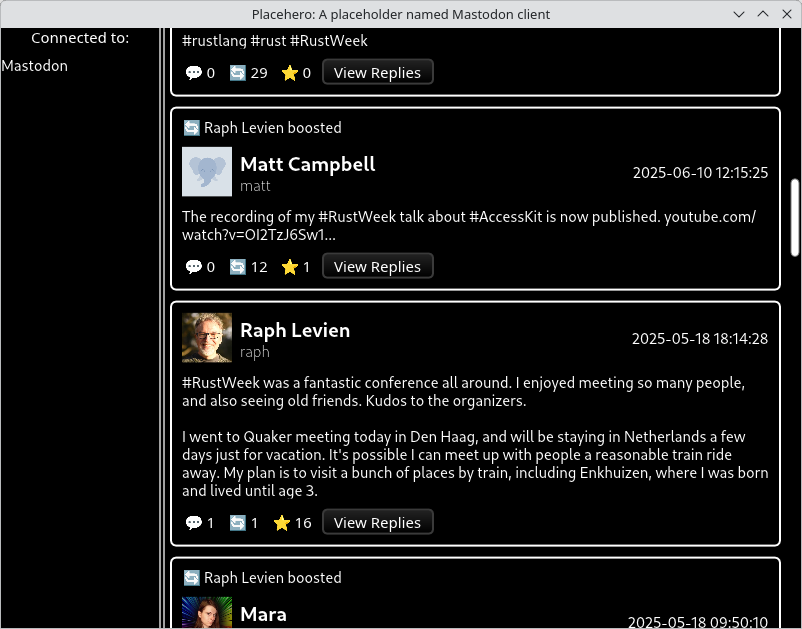 Placehero: A placeholder named Mastodon client
Connected to:
Mastodon
#rustlang #rust #RustWeek
💬 0 🔄 29 ⭐ 0 View Replies
🔄 Raph Levien boosted
Matt Campbell
matt
2025-06-10 12:15:25
The recording of my #RustWeek talk about #AccessKit is now published. youtube.com/
watch?v=OI2TzJ6Sw1…
💬 0 🔄 12 ⭐ 1 View Replies
Raph Levien
raph
2025-05-18 18:14:28
#RustWeek was a fantastic conference all around. I enjoyed meeting so many people,
and also seeing old friends. Kudos to the organizers.
I went to Quaker meeting today in Den Haag, and will be staying in Netherlands a few
days just for vacation. It's possible I can meet up with people a reasonable train ride
away. My plan is to visit a bunch of places by train, including Enkhuizen, where I was born
and lived until age 3.
💬 1 🔄 1 ⭐ 16 View Replies
🔄 Raph Levien boosted
Mara
2025-05-18 09:50:10